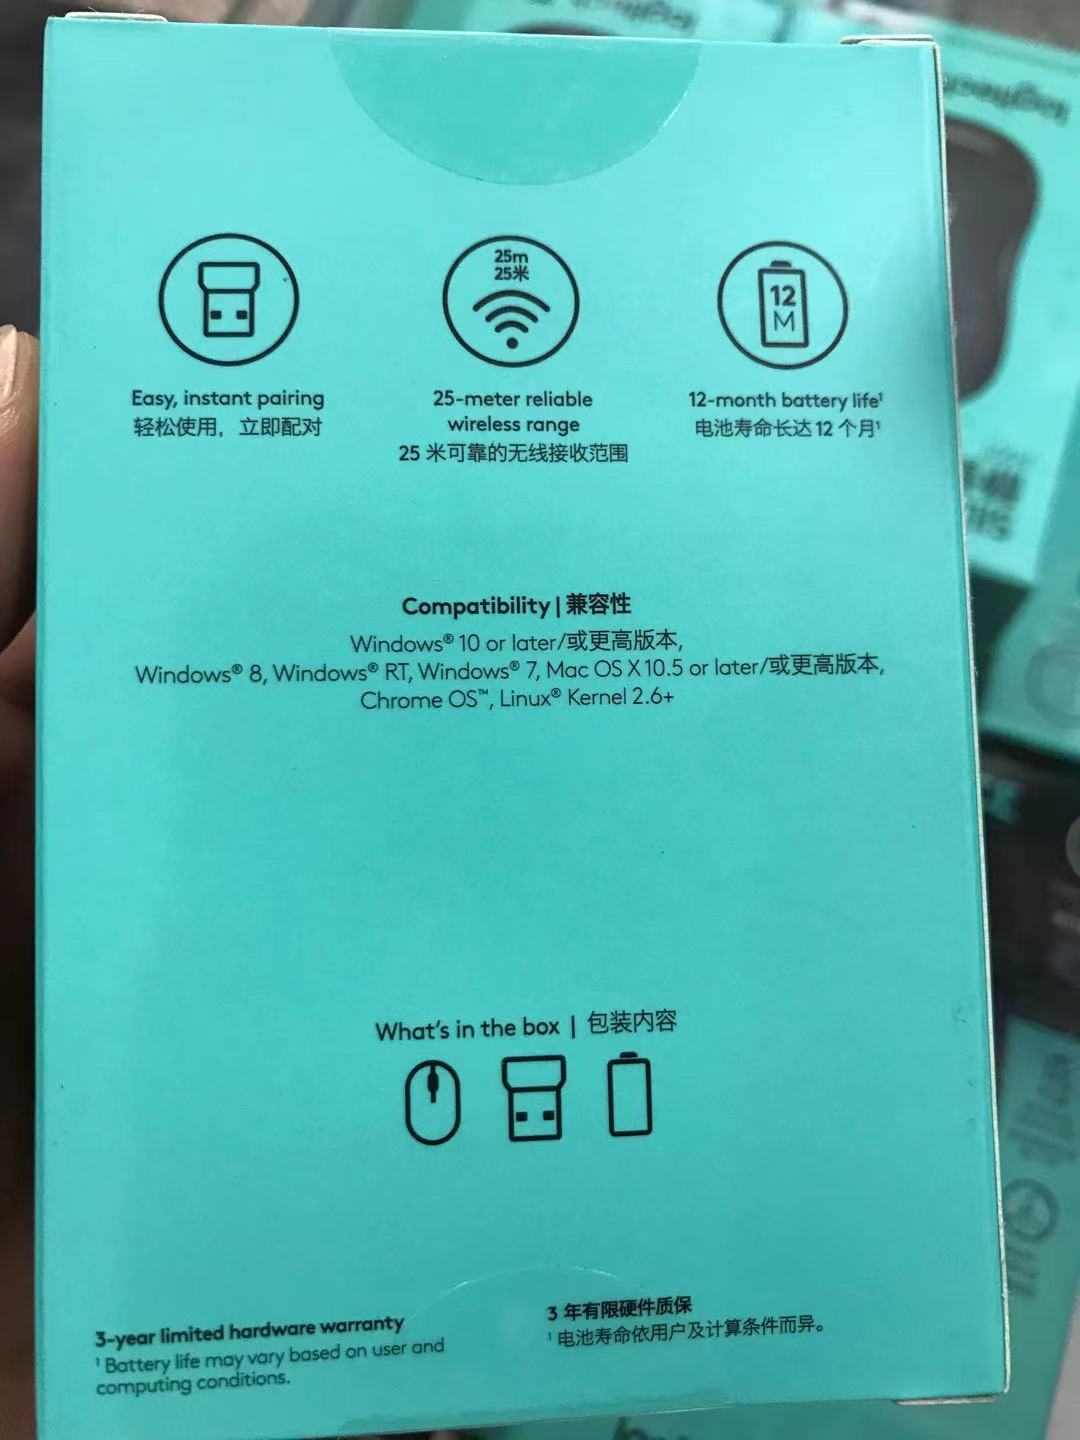 25m
25米
12
M
Easy, instant pairing
轻松使用，立即配对
25-meter reliable
wireless range
25 米可靠的无线接收范围
12-month battery life¹
电池寿命长达 12 个月¹
Compatibility | 兼容性
Windows® 10 or later/或更高版本,
Windows® 8, Windows® RT, Windows® 7, Mac OS X 10.5 or later/或更高版本,
Chrome OS™, Linux® Kernel 2.6+
What's in the box | 包装内容
3-year limited hardware warranty
¹ Battery life may vary based on user and
computing conditions.
3 年有限硬件质保
¹ 电池寿命依用户及计算条件而异。
logitech
logitech